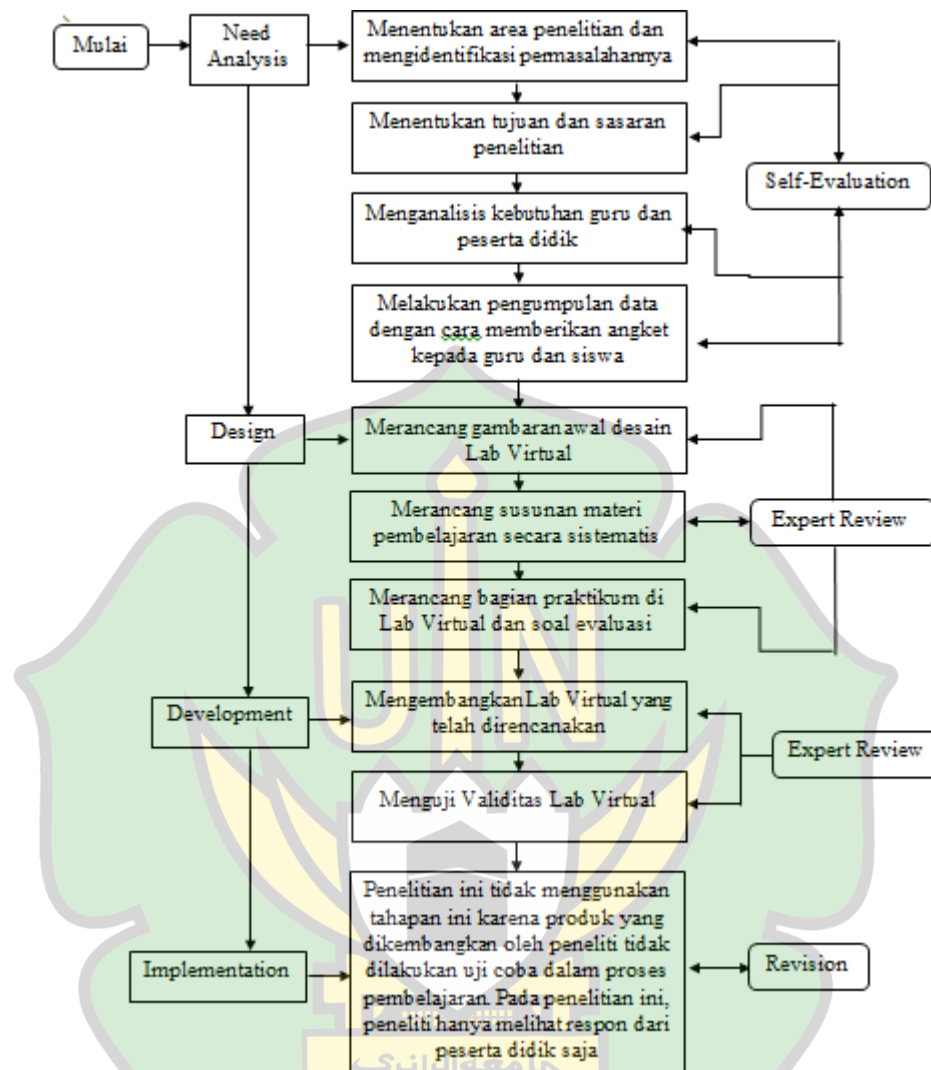 Mulai
Need
Analysis
Menentukan area penelitian dan
mengidentifikasi permasalahannya
Menentukan tujuan dan sasaran
penelitian
Self-Evaluation
Menganalisis kebutuhan guru dan
peserta didik
Melakukan pengumpulan data
dengan cara memberikan angket
kepada guru dan siswa
Design
Merancang gambaran awal desain
Lab Virtual
Merancang susunan materi
pembelajaran secara sistematis
Expert Review
Merancang bagian praktikum di
Lab Virtual dan soal evaluasi
Development
Mengembangkan Lab Virtual yang
telah direncanakan
Expert Review
Menguji Validitas Lab Virtual
Implementation
Penelitian ini tidak menggunakan
tahapan ini karena produk yang
dikembangkan oleh peneliti tidak
dilakukan uji coba dalam proses
pembelajaran. Pada penelitian ini,
peneliti hanya melihat respon dari
peserta didik saja
Revision
UIN